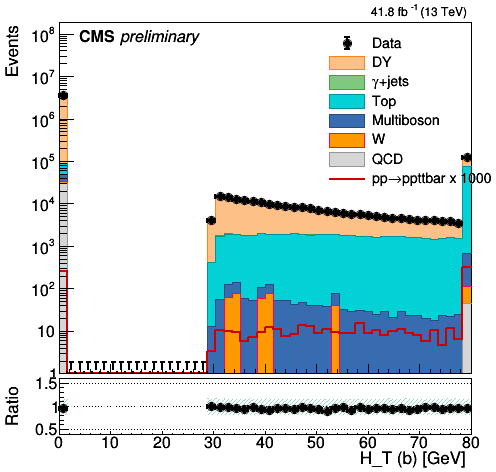 41.8 fb⁻¹ (13 TeV)
CMS preliminary
Events
10⁸
10⁷
10⁶
10⁵
10⁴
10³
10²
10
1
Data
DY
γ+jets
Top
Multiboson
W
QCD
pp→ppttbar x 1000
Ratio
1.5
1
0.5
0 10 20 30 40 50 60 70 80
H_T (b) [GeV]